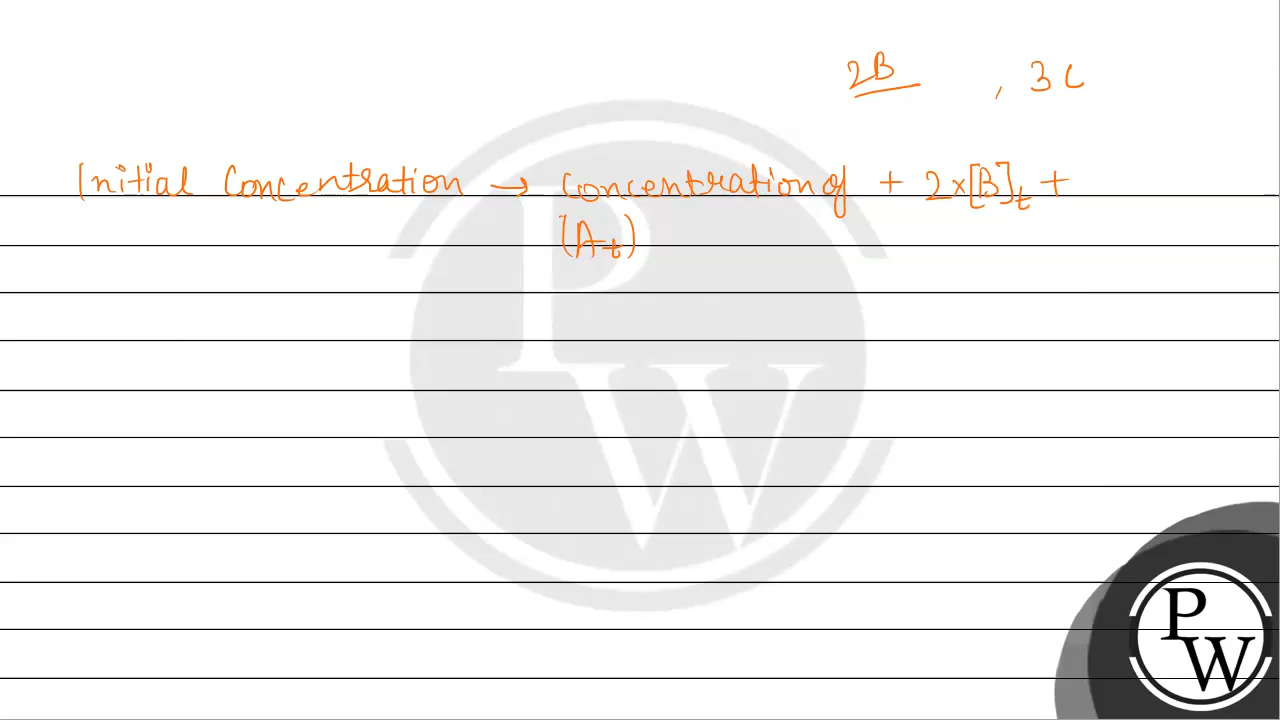 2B , 3C
Initial Concentration → Concentration of + 2×[B]t +
(At)
P
W
P
W